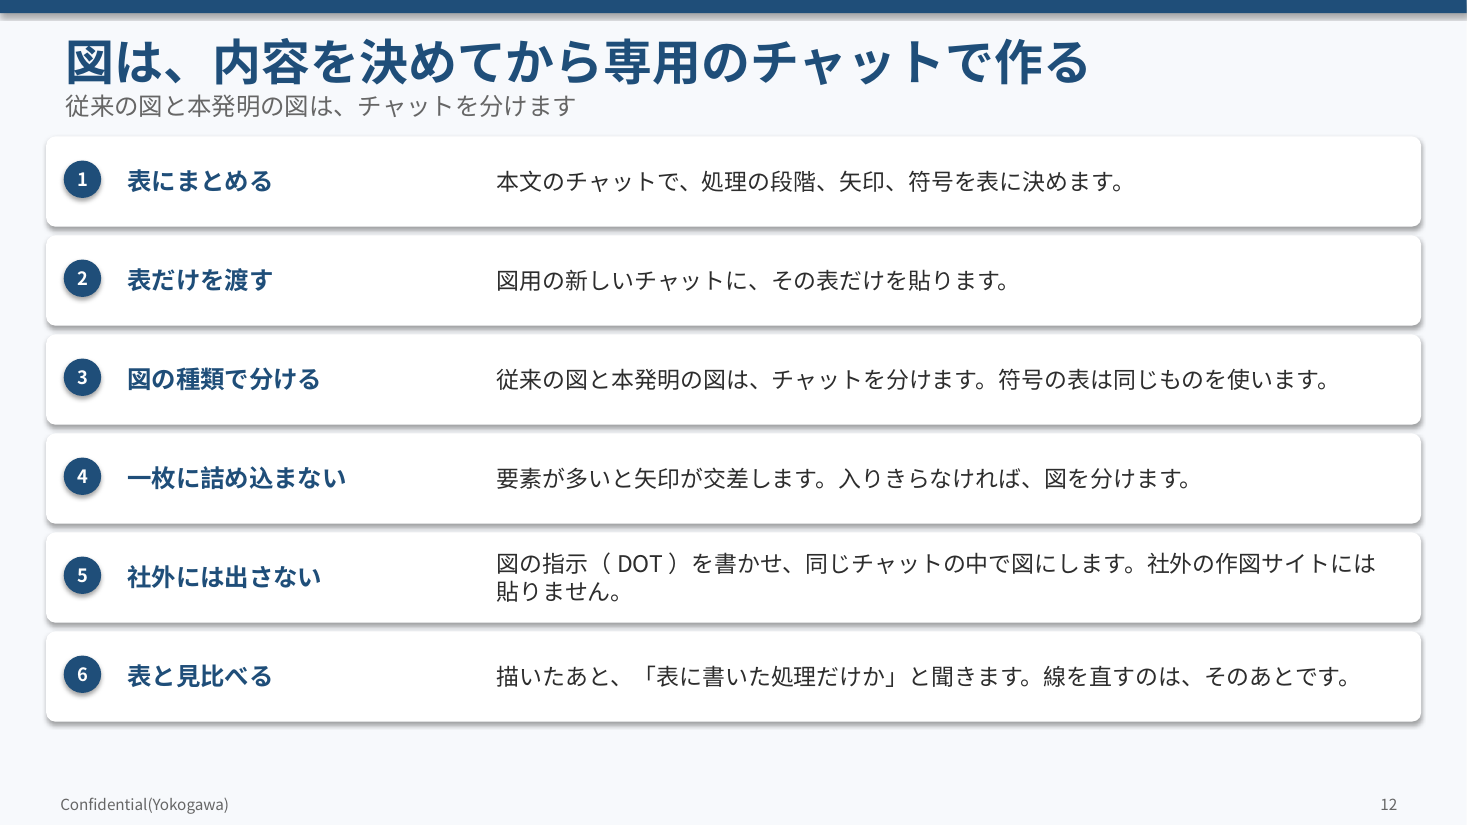 図は、内容を決めてから専用のチャットで作る
従来の図と本発明の図は、チャットを分けます
1 表にまとめる 本文のチャットで、処理の段階、矢印、符号を表に決めます。
2 表だけを渡す 図用の新しいチャットに、その表だけを貼ります。
3 図の種類で分ける 従来の図と本発明の図は、チャットを分けます。符号の表は同じものを使います。
4 一枚に詰め込まない 要素が多いと矢印が交差します。入りきらなければ、図を分けます。
5 社外には出さない 図の指示（ DOT ）を書かせ、同じチャットの中で図にします。社外の作図サイトには
貼りません。
6 表と見比べる 描いたあと、「表に書いた処理だけか」と聞きます。線を直すのは、そのあとです。
Confidential(Yokogawa) 12